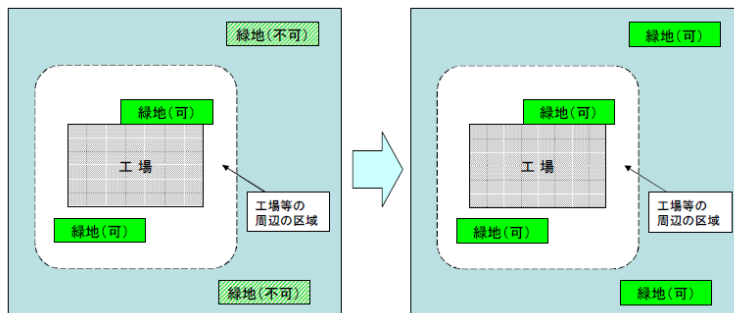 緑地(不可)
緑地(可)
工 場
工場等の
周辺の区域
緑地(可)
緑地(不可)
緑地(可)
緑地(可)
工 場
工場等の
周辺の区域
緑地(可)
緑地(可)